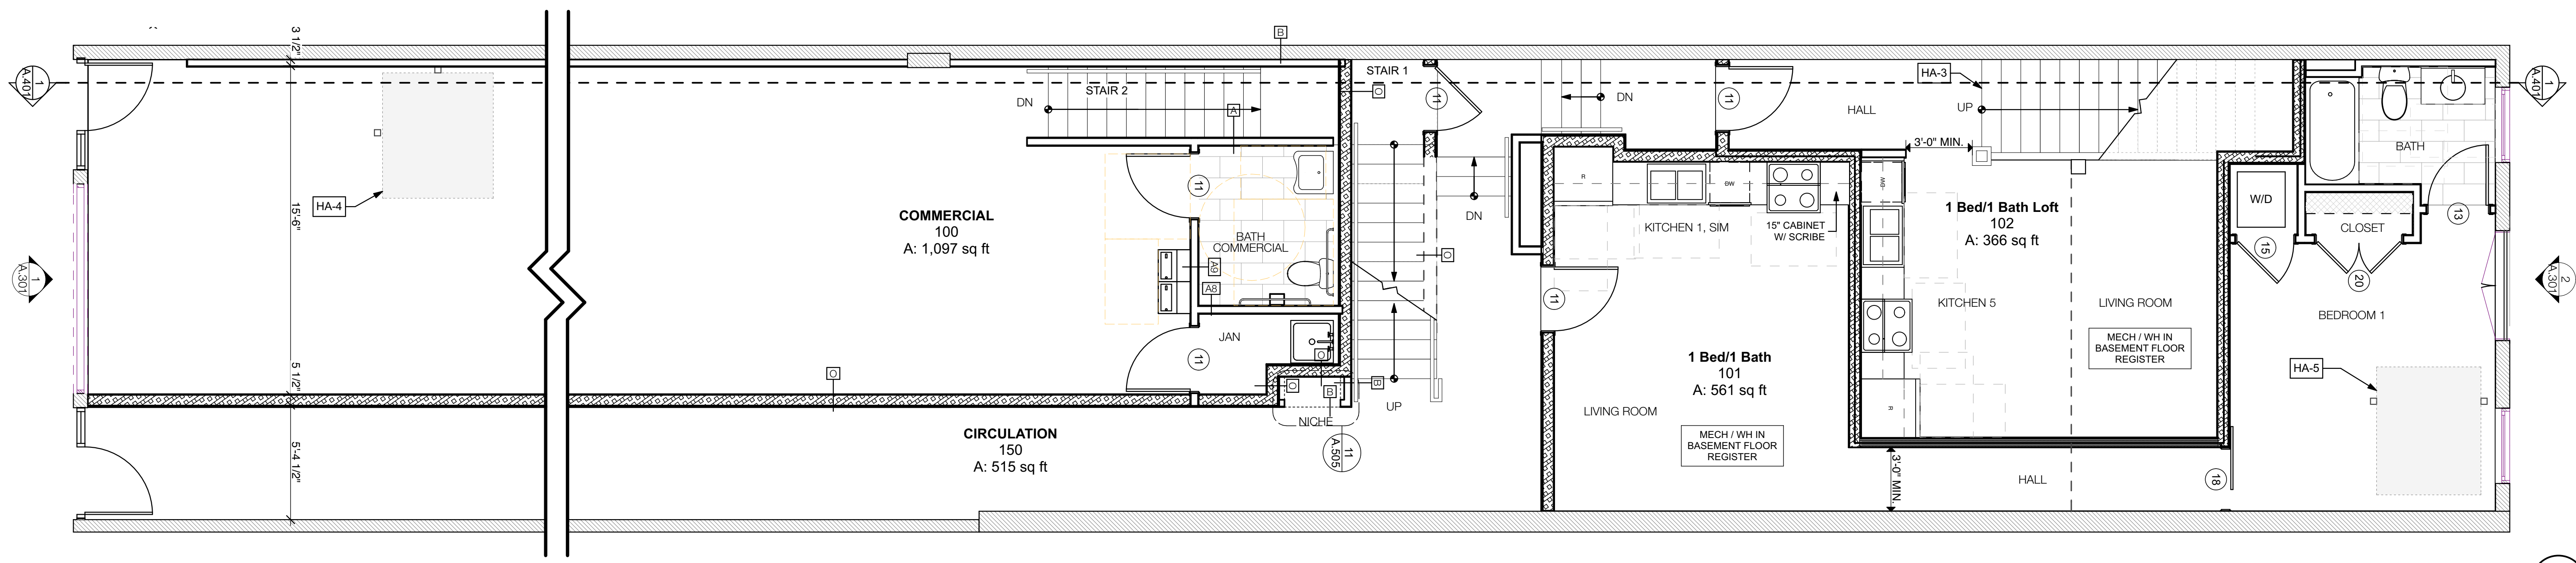 3 1/2"
B
1
A.401
STAIR 1
STAIR 2
DN
A
O
11
DN
11
HALL
HA-3
UP
3'-0" MIN.
BATH
1
A.401
HA-4
15'-6"
COMMERCIAL
100
A: 1,097 sq ft
11
BATH
COMMERCIAL
A9
A8
DN
O
R
DW
KITCHEN 1, SIM
15" CABINET
W/ SCRIBE
DW
1 Bed/1 Bath Loft
102
A: 366 sq ft
W/D
CLOSET
13
15
20
1
A.301
2
A.301
11
KITCHEN 5
LIVING ROOM
BEDROOM 1
MECH / WH IN
BASEMENT FLOOR
REGISTER
JAN
11
O
O
B
B
O
5 1/2"
UP
NICHE
11
A.505
1 Bed/1 Bath
101
A: 561 sq ft
LIVING ROOM
R
HA-5
CIRCULATION
150
A: 515 sq ft
MECH / WH IN
BASEMENT FLOOR
REGISTER
5'-4 1/2"
3'-0" MIN.
HALL
18